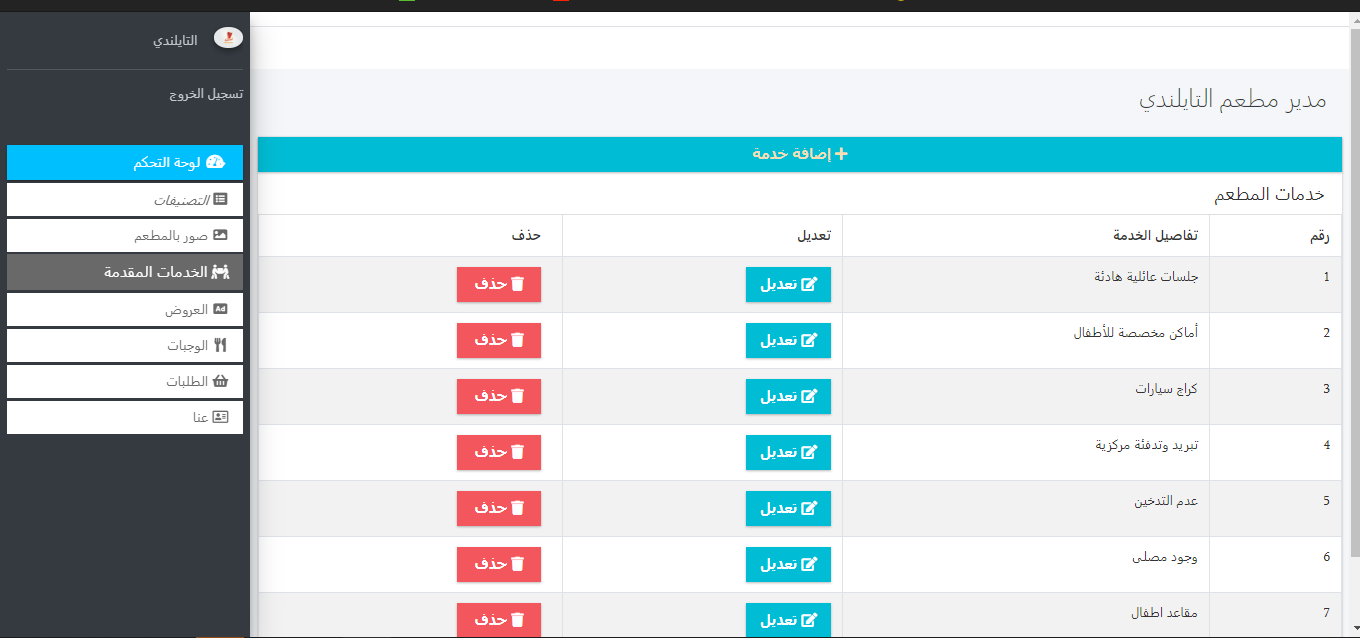 التايلندي
تسجيل الخروج
لوحة التحكم
التصنيفات
صور بالمطعم
الخدمات المقدمة
العروض
الوجبات
الطلبات
عنا
مدير مطعم التايلندي
إضافة خدمة
خدمات المطعم
رقم تفاصيل الخدمة تعديل حذف
1 جلسات عائلية هادئة تعديل حذف
2 أماكن مخصصة للأطفال تعديل حذف
3 كراج سيارات تعديل حذف
4 تبريد وتدفئة مركزية تعديل حذف
5 عدم التدخين تعديل حذف
6 وجود مصلى تعديل حذف
7 مقاعد اطفال تعديل حذف